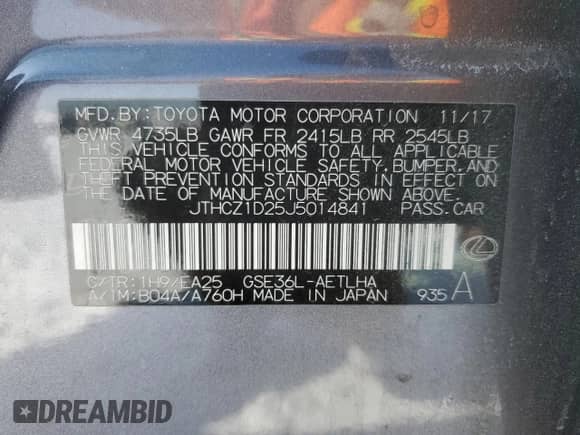 MFD.BY:TOYOTA MOTOR CORPORATION 11/17
GVWR 4735LB GAWR FR 2415LB RR 2545LB
THIS VEHICLE CONFORMS TO ALL APPLICABLE
FEDERAL MOTOR VEHICLE SAFETY,BUMPER,AND
THEFT PREVENTION STANDARDS IN EFFECT ON
THE DATE OF MANUFACTURE SHOWN ABOVE.
JTHCZ1D25J5014841 PASS.CAR
C/TR:1H9/EA25 GSE36L-AETLHA
A/TM:B04A/A760H MADE IN JAPAN 935 A
DREAMBID